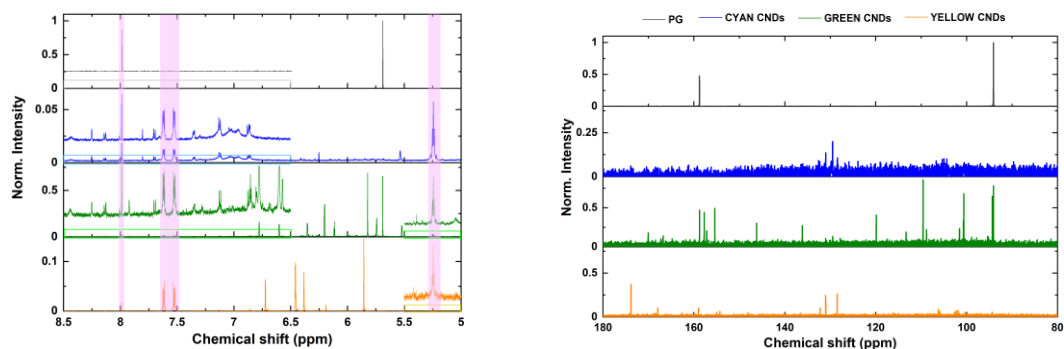 PG CYAN CNDs GREEN CNDs YELLOW CNDs
Norm. Intensity
1
0.5
0
0.05
0
0.5
0
0.1
0
8.5 8 7.5 7 6.5 6 5.5 5
Chemical shift (ppm)
Norm. Intensity
1
0.5
0
0.25
0
0.5
0
0.5
0
180 160 140 120 100 80
Chemical shift (ppm)